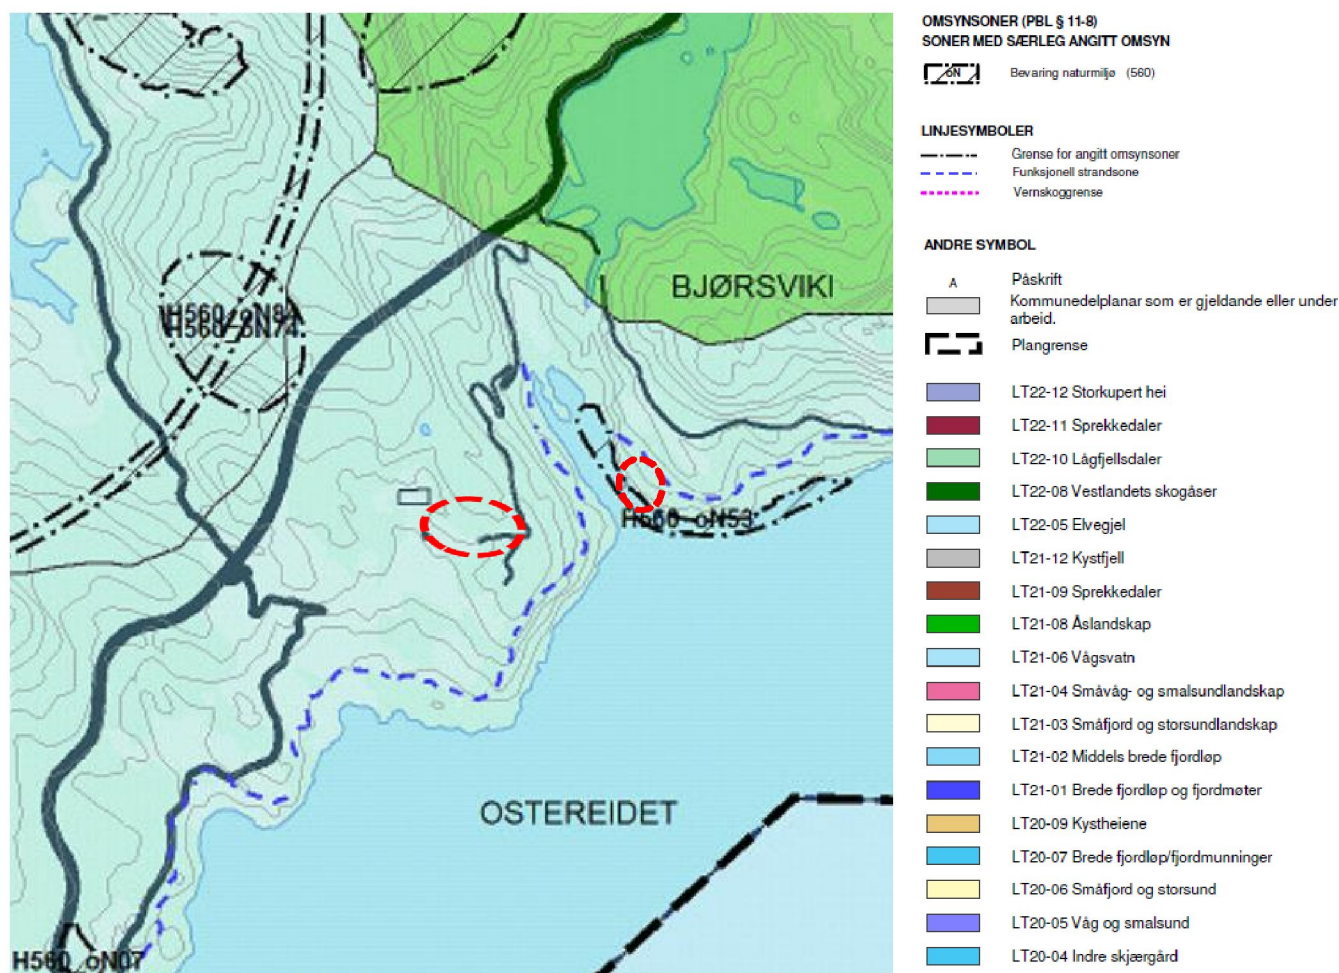 BJØRSVIKI
H560_oN8
H560_oN74
H560_oN53
OSTEREIDET
H560_oN07
OMSYNSONER (PBL § 11-8)
SONER MED SÆRLEG ANGITT OMSYN
öN
Bevaring naturmiljø (560)
LINJESYMBOLER
Grense for angitt omsynsoner
Funksjonell strandsone
Vernskoggrense
ANDRE SYMBOL
A
Påskrift
Kommunedelplanar som er gjeldande eller under
arbeid.
Plangrense
LT22-12 Storkupert hei
LT22-11 Sprekkedaler
LT22-10 Lågfjellsdaler
LT22-08 Vestlandets skogåser
LT22-05 Elvegjel
LT21-12 Kystfjell
LT21-09 Sprekkedaler
LT21-08 Åslandskap
LT21-06 Vågsvatn
LT21-04 Småvåg- og smalsundlandskap
LT21-03 Småfjord og storsundlandskap
LT21-02 Middels brede fjordløp
LT21-01 Brede fjordløp og fjordmøter
LT20-09 Kystheiene
LT20-07 Brede fjordløp/fjordmunninger
LT20-06 Småfjord og storsund
LT20-05 Våg og smalsund
LT20-04 Indre skjærgård